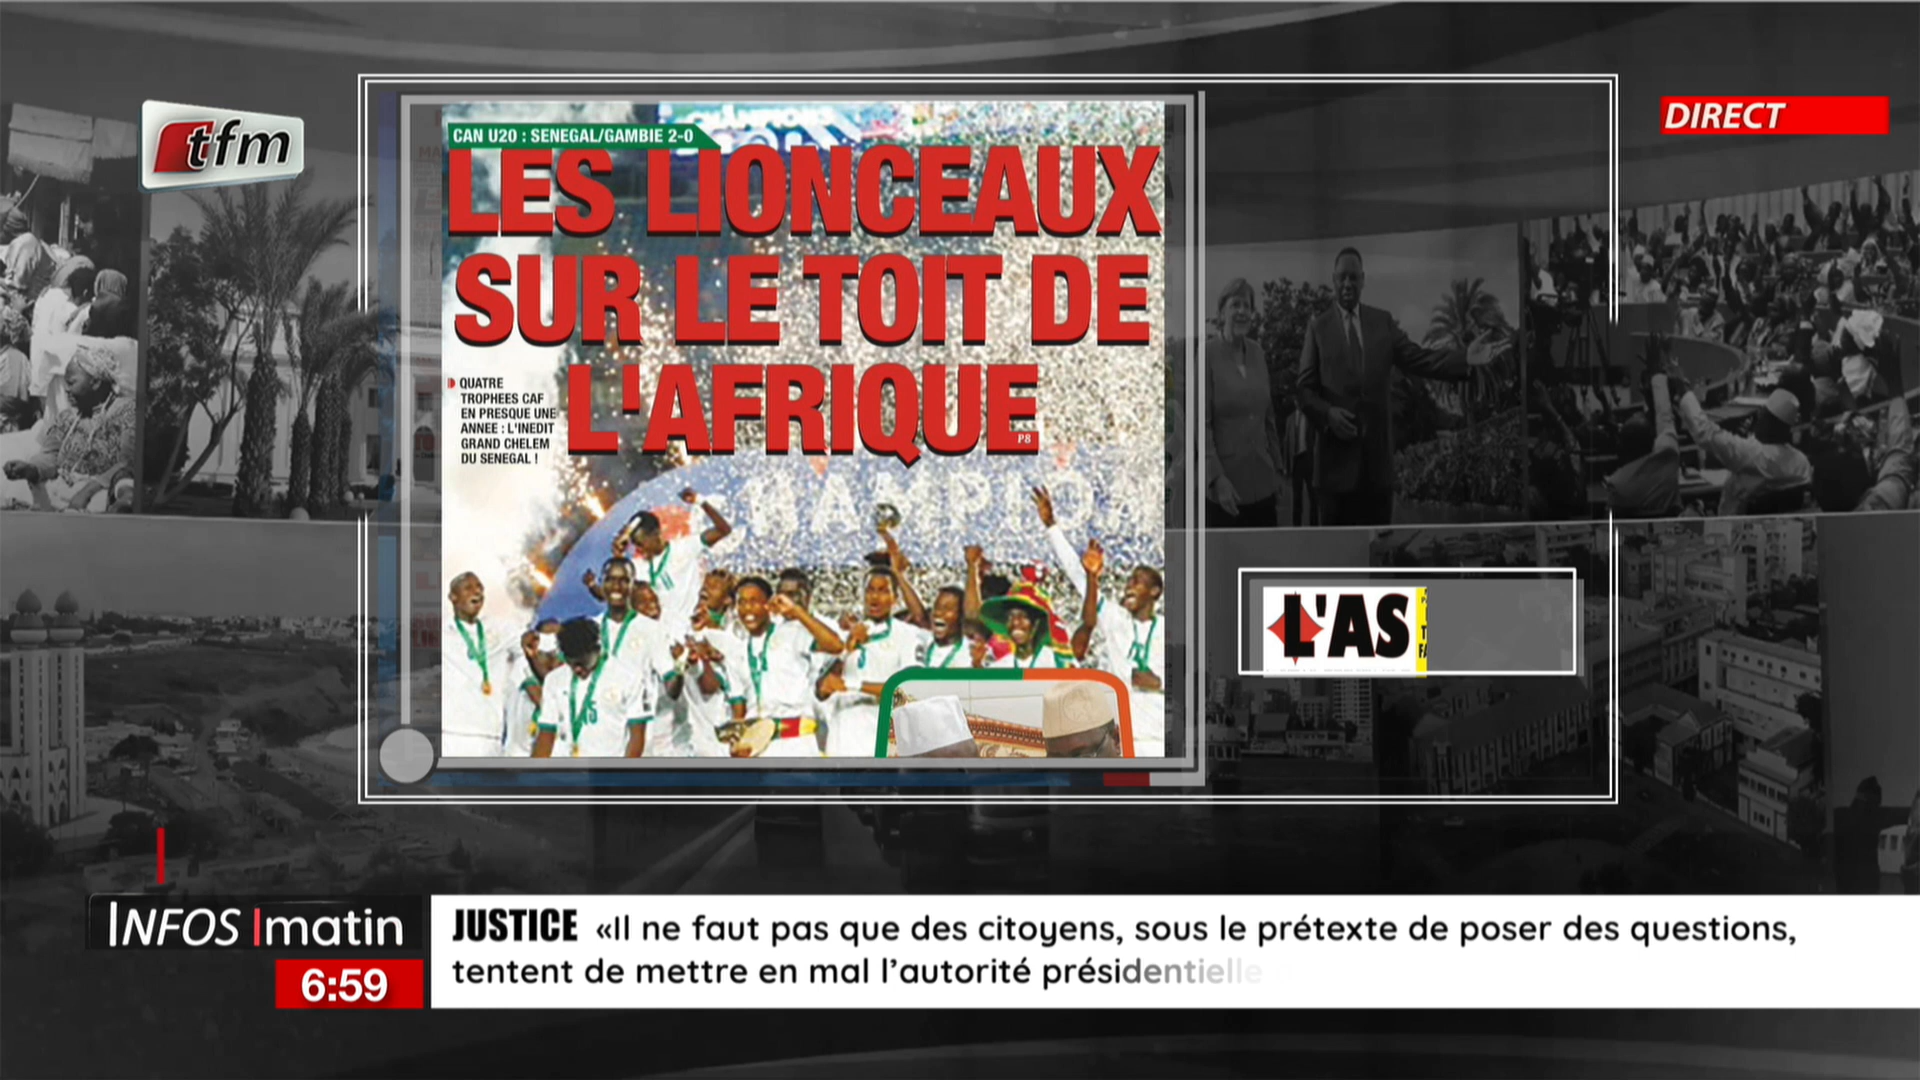 tfm
DIRECT
CAN U20 : SENEGAL/GAMBIE 2-0
LES LIONCEAUX
SUR LE TOIT DE
L'AFRIQUE
P8
QUATRE
TROPHEES CAF
EN PRESQUE UNE
ANNEE : L'INEDIT
GRAND CHELEM
DU SENEGAL !
L'AS
INFOS matin
6:59
JUSTICE «Il ne faut pas que des citoyens, sous le prétexte de poser des questions,
tentent de mettre en mal l’autorité présidentielle